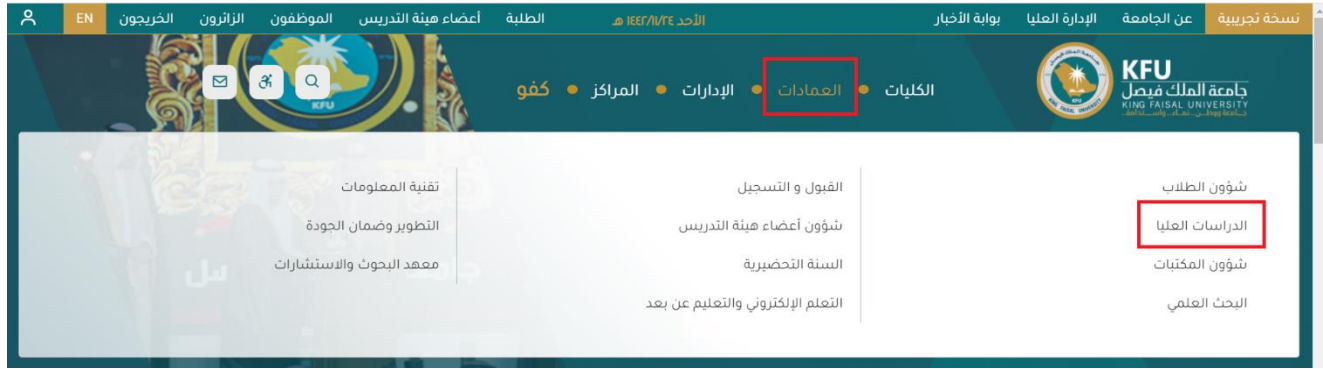 نسخة تجريبية عن الجامعة الإدارة العليا بوابة الأخبار الأحد ١٤٤٣/١١/٢٤ هـ الطلبة أعضاء هيئة التدريس الموظفون الزائرون الخريجون EN
KFU
جامعة الملك فيصل
KING FAISAL UNIVERSITY
الكليات العمادات الإدارات المراكز كفو
KFU
شؤون الطلاب
الدراسات العليا
شؤون المكتبات
البحث العلمي
القبول و التسجيل
شؤون أعضاء هيئة التدريس
السنة التحضيرية
التعلم الإلكتروني والتعليم عن بعد
تقنية المعلومات
التطوير وضمان الجودة
معهد البحوث والاستشارات